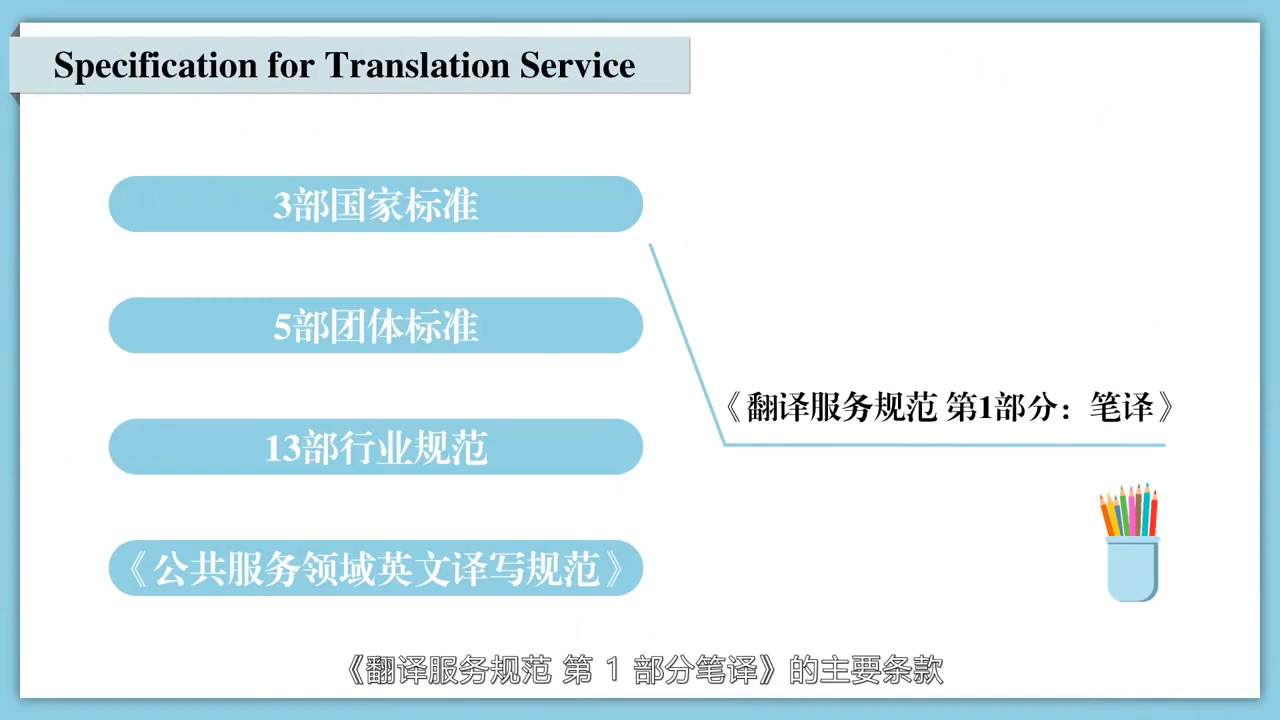 Specification for Translation Service
3部国家标准
5部团体标准
13部行业规范
《公共服务领域英文译写规范》
《翻译服务规范 第1部分：笔译》
《翻译服务规范 第 1 部分笔译》的主要条款